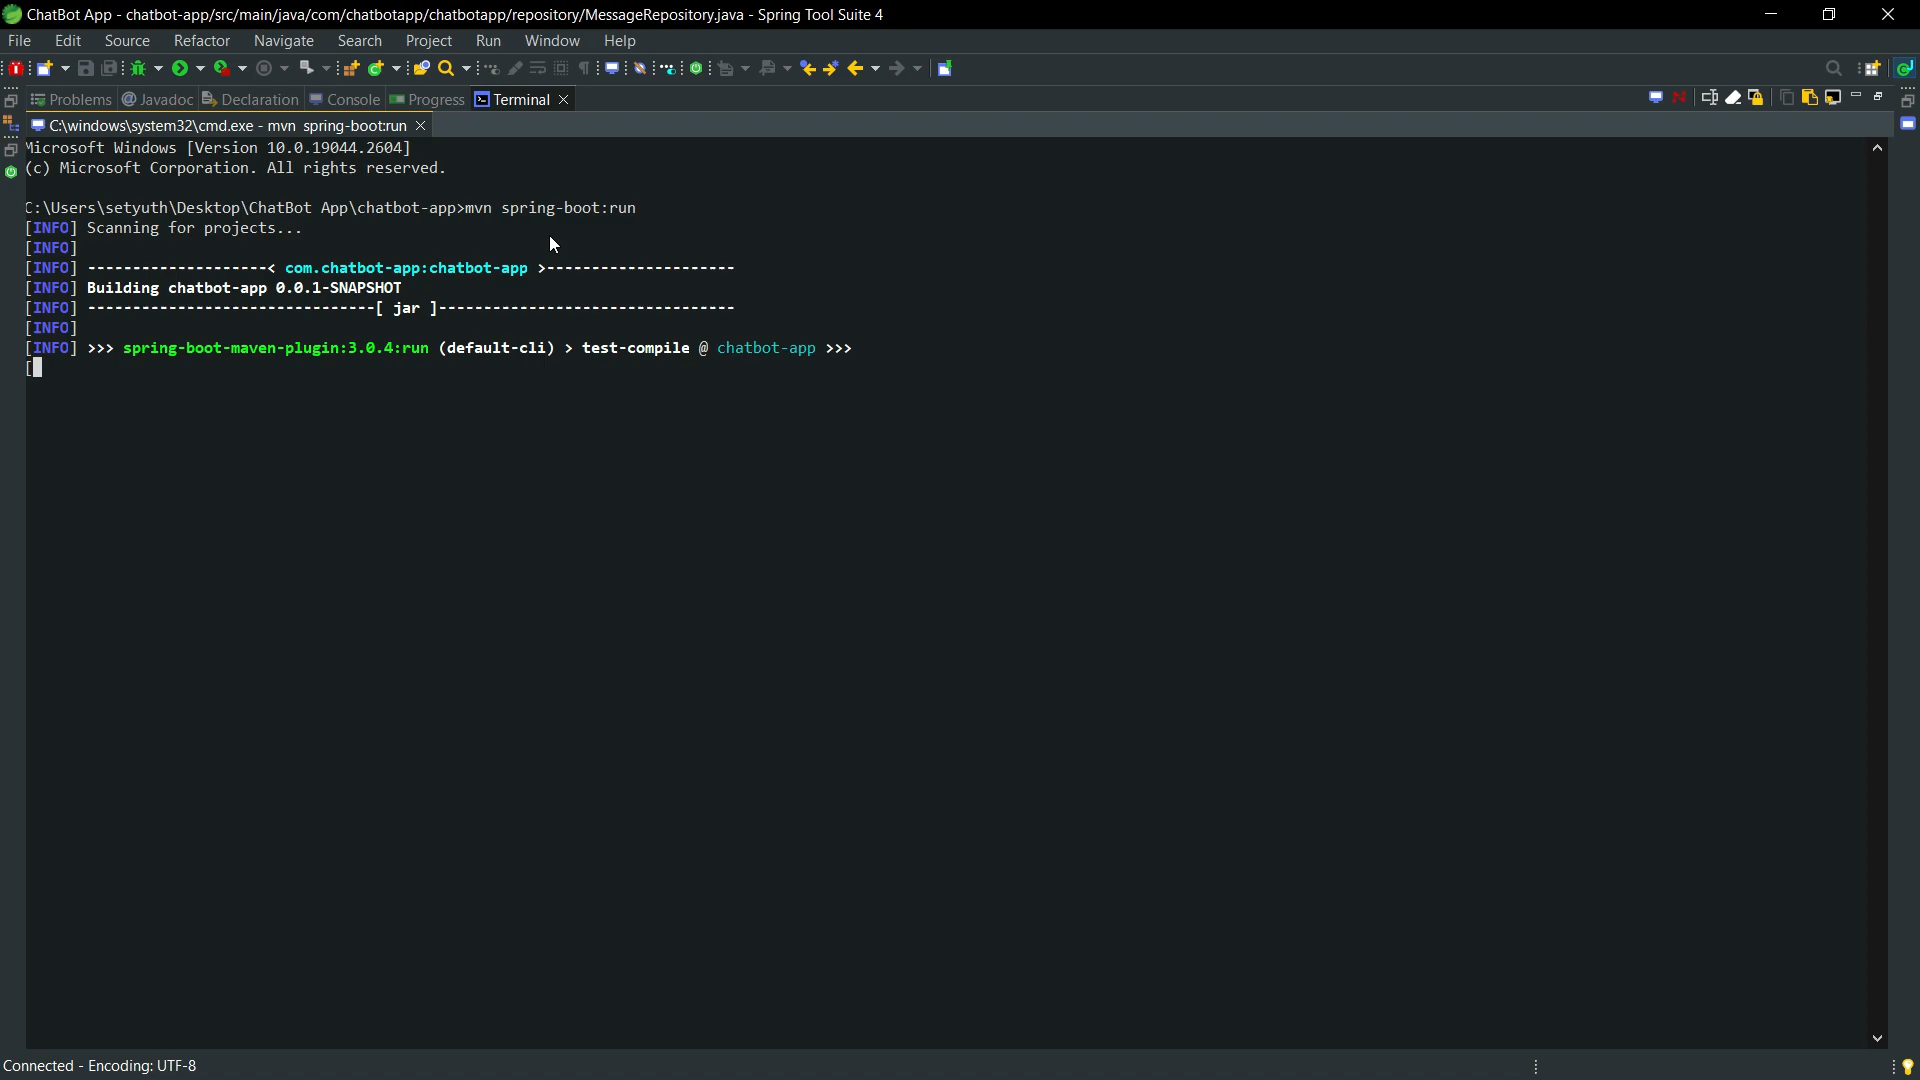 ChatBot App - chatbot-app/src/main/java/com/chatbotapp/chatbotapp/repository/MessageRepository.java - Spring Tool Suite 4
File Edit Source Refactor Navigate Search Project Run Window Help
Problems Javadoc Declaration Console Progress Terminal
C:\windows\system32\cmd.exe - mvn spring-boot:run
Microsoft Windows [Version 10.0.19044.2604]
(c) Microsoft Corporation. All rights reserved.
C:\Users\setyuth\Desktop\ChatBot App\chatbot-app>mvn spring-boot:run
[INFO] Scanning for projects...
[INFO]
[INFO] --------------------< com.chatbot-app:chatbot-app >---------------------
[INFO] Building chatbot-app 0.0.1-SNAPSHOT
[INFO] --------------------------------[ jar ]---------------------------------
[INFO]
[INFO] >>> spring-boot-maven-plugin:3.0.4:run (default-cli) > test-compile @ chatbot-app >>>
[
Connected - Encoding: UTF-8